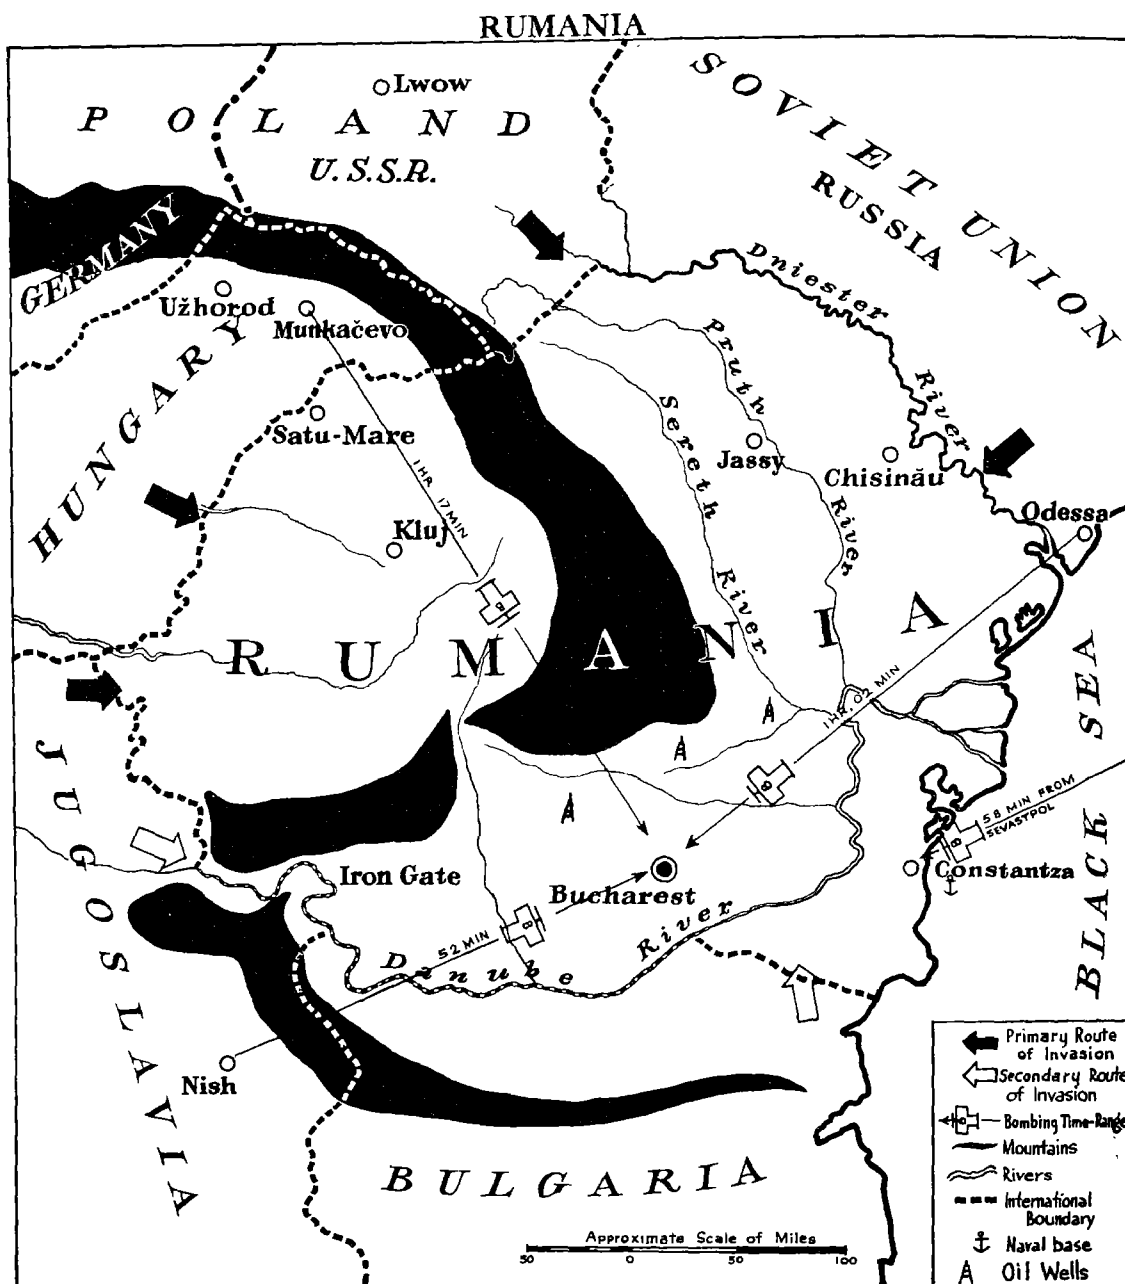 RUMANIA
POLAND
Lwow
U.S.S.R.
SOVIET UNION
RUSSIA
GERMANY
Užhorod
Munkačevo
HUNGARY
Dniester
River
Pruth
River
Sereth
River
Satu-Mare
Jassy
Chisinău
Odessa
1 HR. 17 MIN
Kluj
B
RUMANIA
1 HR. 02 MIN
B
BLACK SEA
58 MIN FROM
SEVASTPOL
B
Constantza
JUGOSLAVIA
Iron Gate
Bucharest
52 MIN
B
Danube
River
Nish
BULGARIA
Primary Route
of Invasion
Secondary Route
of Invasion
Bombing Time-Range
Mountains
Rivers
International
Boundary
Naval base
Oil Wells
Approximate Scale of Miles
50 0 50 100